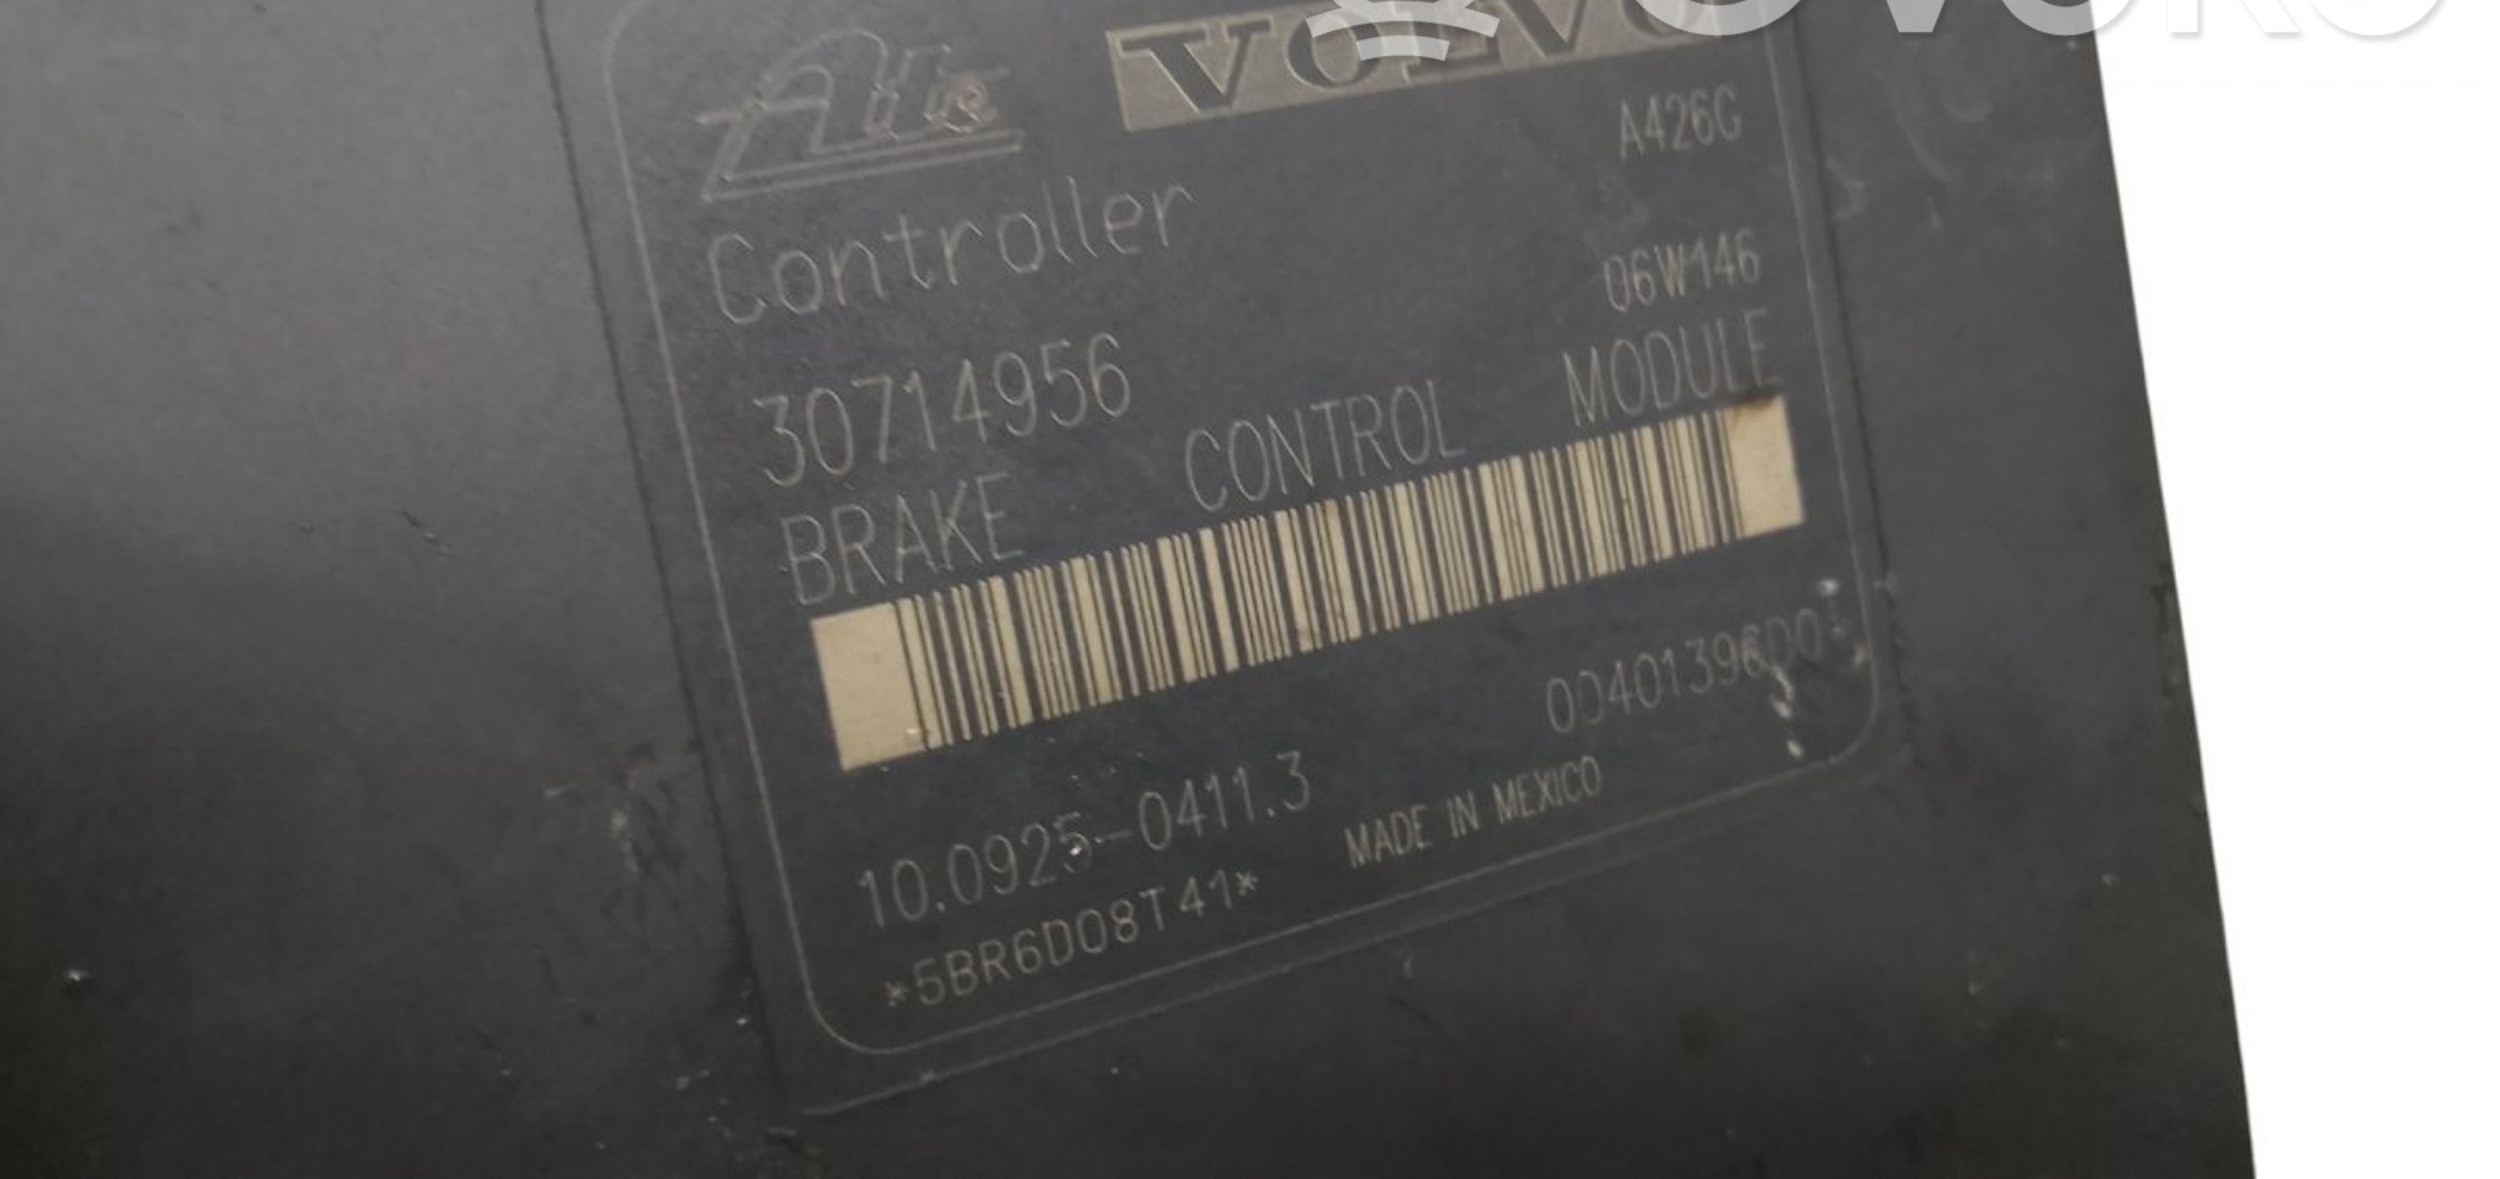 Ate VOLVO
A426G
Controller
06W146
30714956
BRAKE CONTROL MODULE
00401396D0
10.0925-0411.3
MADE IN MEXICO
*5BR6D08T41*